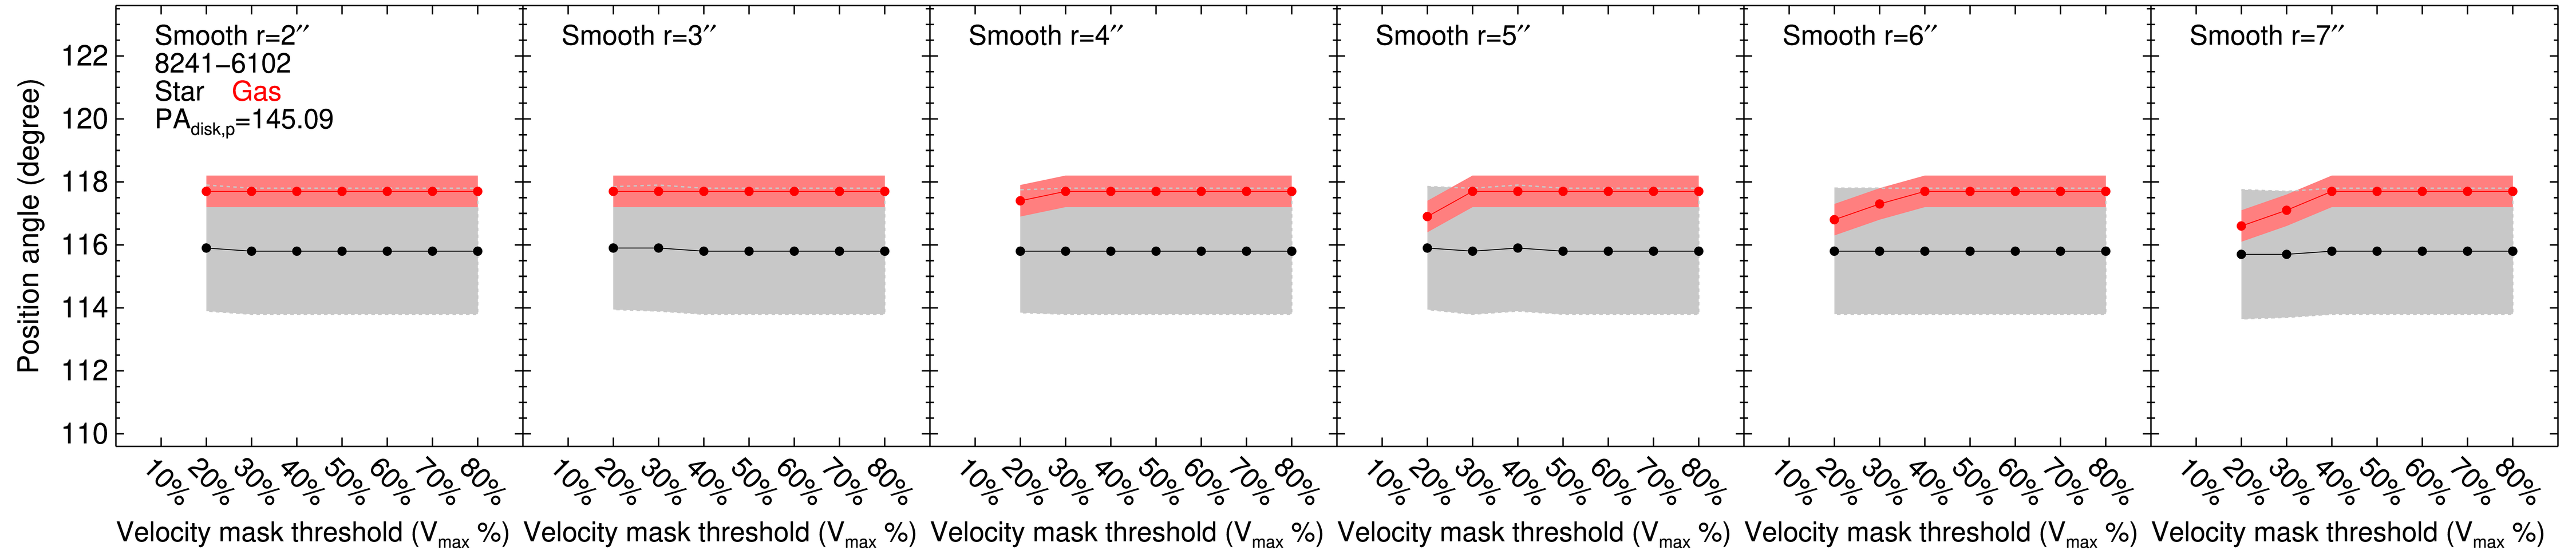 Smooth r=2″
8241−6102
Star Gas
PAdisk,p=145.09
Smooth r=3″
Smooth r=4″
Smooth r=5″
Smooth r=6″
Smooth r=7″
Position angle (degree)
122
120
118
116
114
112
110
10% 20% 30% 40% 50% 60% 70% 80%
10% 20% 30% 40% 50% 60% 70% 80%
10% 20% 30% 40% 50% 60% 70% 80%
10% 20% 30% 40% 50% 60% 70% 80%
10% 20% 30% 40% 50% 60% 70% 80%
10% 20% 30% 40% 50% 60% 70% 80%
Velocity mask threshold (Vmax %)
Velocity mask threshold (Vmax %)
Velocity mask threshold (Vmax %)
Velocity mask threshold (Vmax %)
Velocity mask threshold (Vmax %)
Velocity mask threshold (Vmax %)